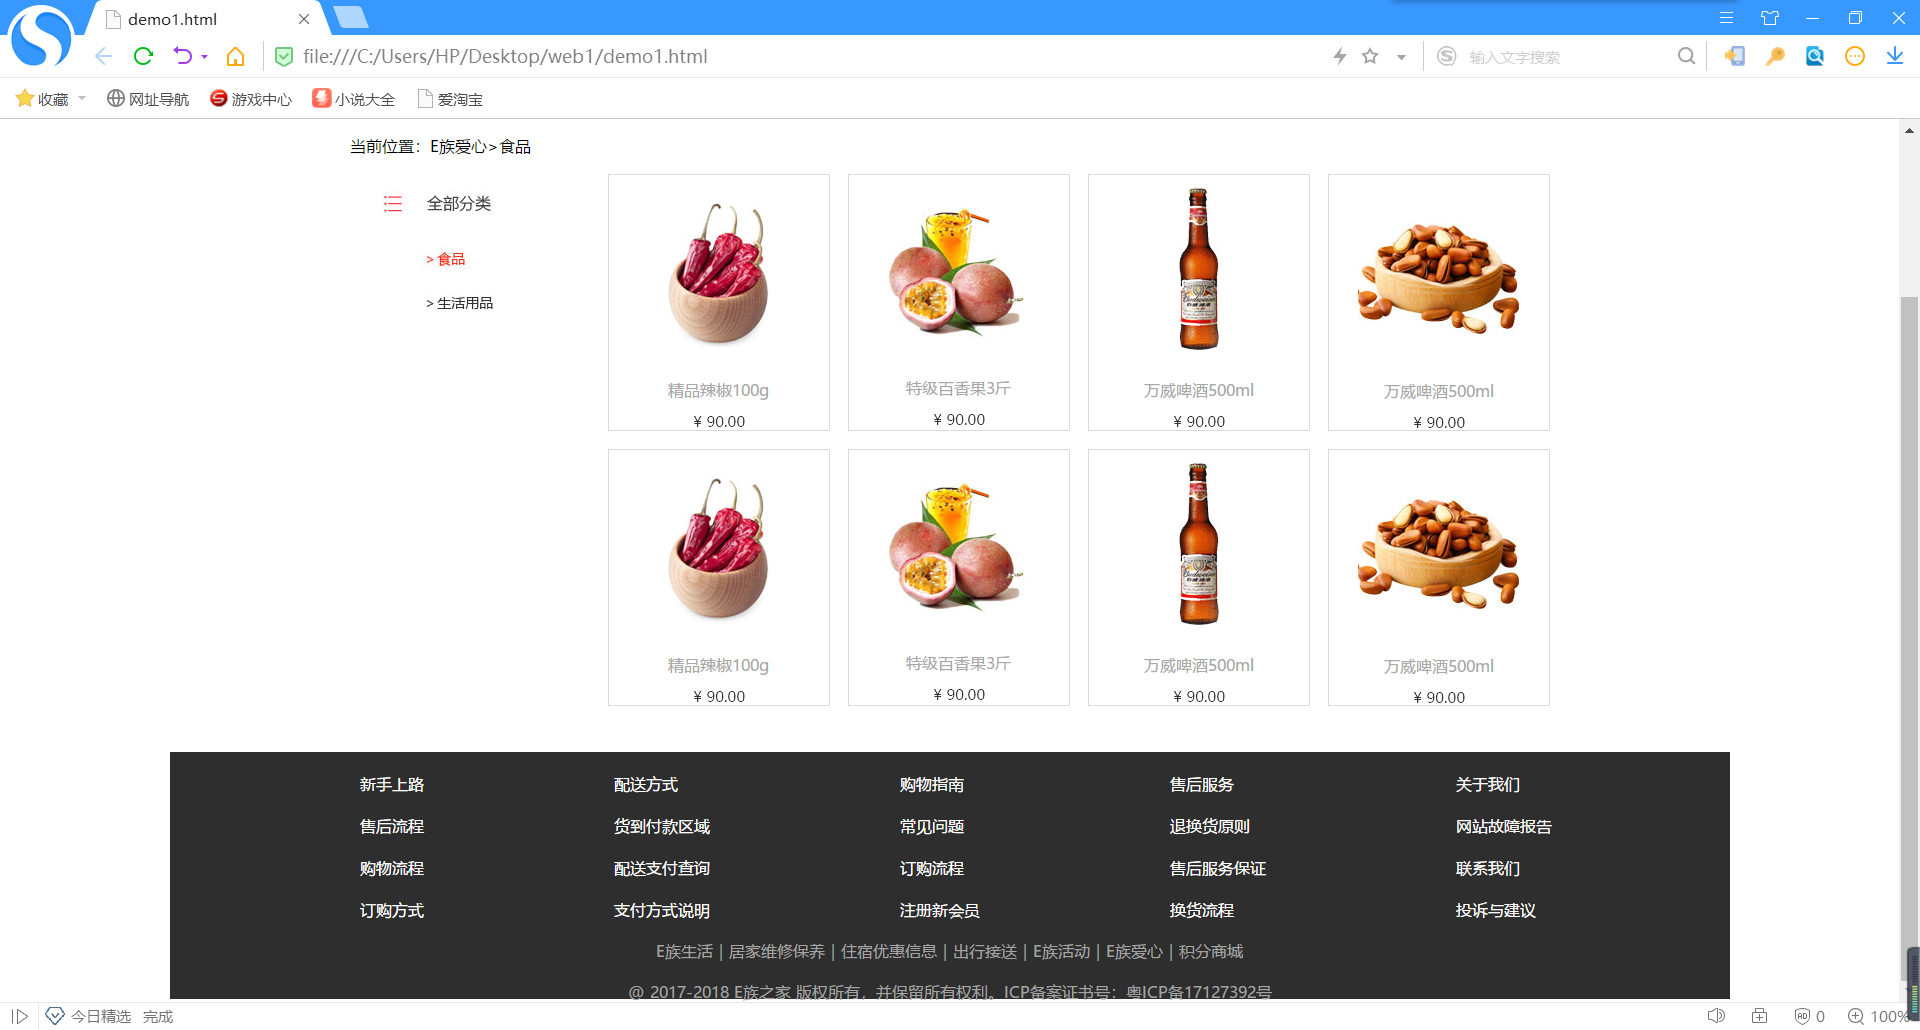 demo1.html
file:///C:/Users/HP/Desktop/web1/demo1.html
输入文字搜索
收藏 网址导航 游戏中心 小说大全 爱淘宝
当前位置：E族爱心>食品
全部分类
> 食品
> 生活用品
精品辣椒100g 特级百香果3斤 万威啤酒500ml 万威啤酒500ml
¥ 90.00 ¥ 90.00 ¥ 90.00 ¥ 90.00
精品辣椒100g 特级百香果3斤 万威啤酒500ml 万威啤酒500ml
¥ 90.00 ¥ 90.00 ¥ 90.00 ¥ 90.00
新手上路 配送方式 购物指南 售后服务 关于我们
售后流程 货到付款区域 常见问题 退换货原则 网站故障报告
购物流程 配送支付查询 订购流程 售后服务保证 联系我们
订购方式 支付方式说明 注册新会员 换货流程 投诉与建议
E族生活 | 居家维修保养 | 住宿优惠信息 | 出行接送 | E族活动 | E族爱心 | 积分商城
@ 2017-2018 E族之家 版权所有，并保留所有权利。ICP备案证书号：粤ICP备17127392号
今日精选 完成 0 100%